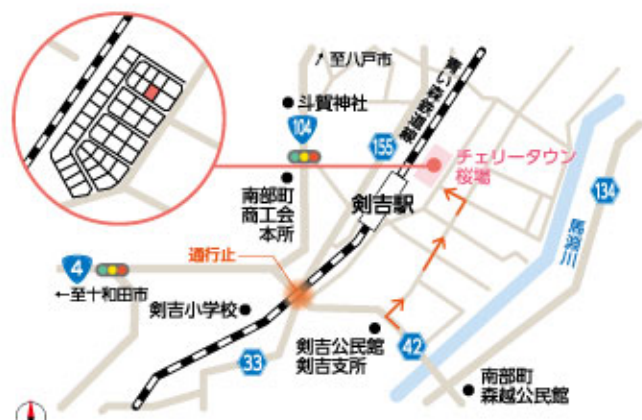 ↗至八戸市
斗賀神社
104
155
青い森鉄道線
チェリータウン
桜場
134
南部町
商工会
本所
剣吉駅
馬淵川
通行止
4
←至十和田市
剣吉小学校
33
剣吉公民館
剣吉支所
42
南部町
森越公民館